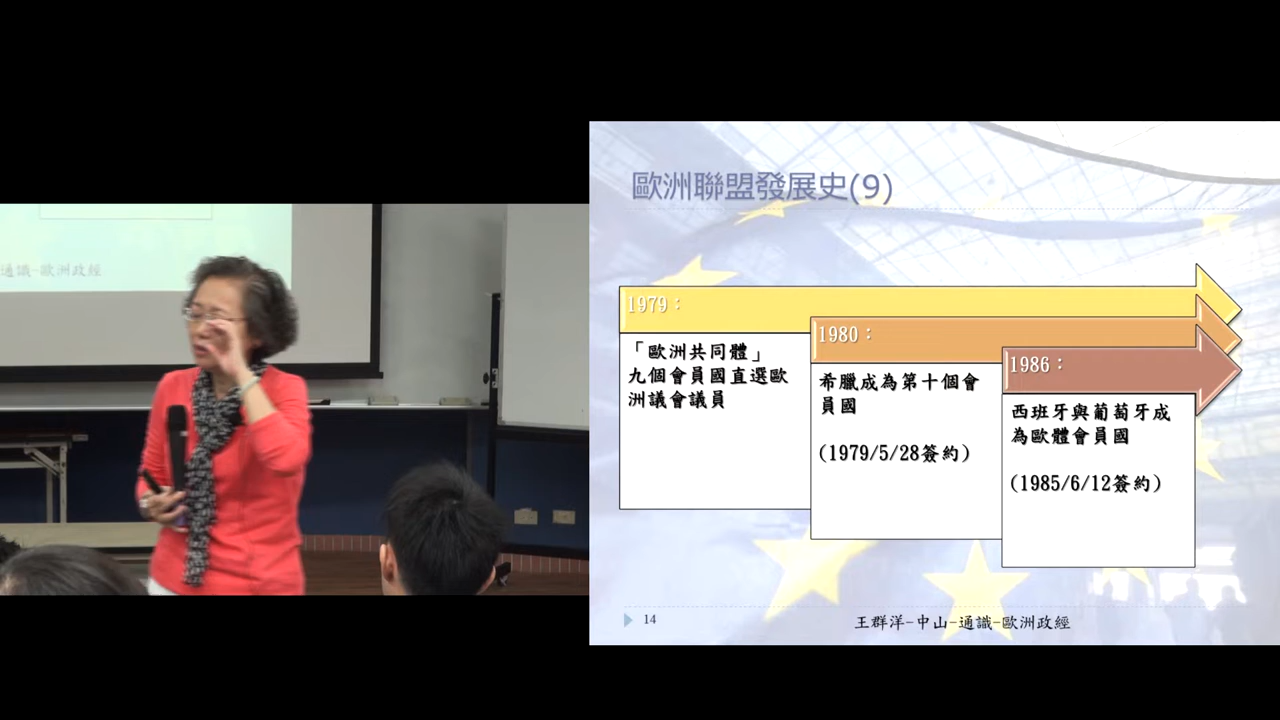 通識-歐洲政經
歐洲聯盟發展史(9)
1979：
「歐洲共同體」
九個會員國直選歐
洲議會議員
1980：
希臘成為第十個會
員國
(1979/5/28簽約)
1986：
西班牙與葡萄牙成
為歐體會員國
(1985/6/12簽約)
14
王群洋-中山-通識-歐洲政經